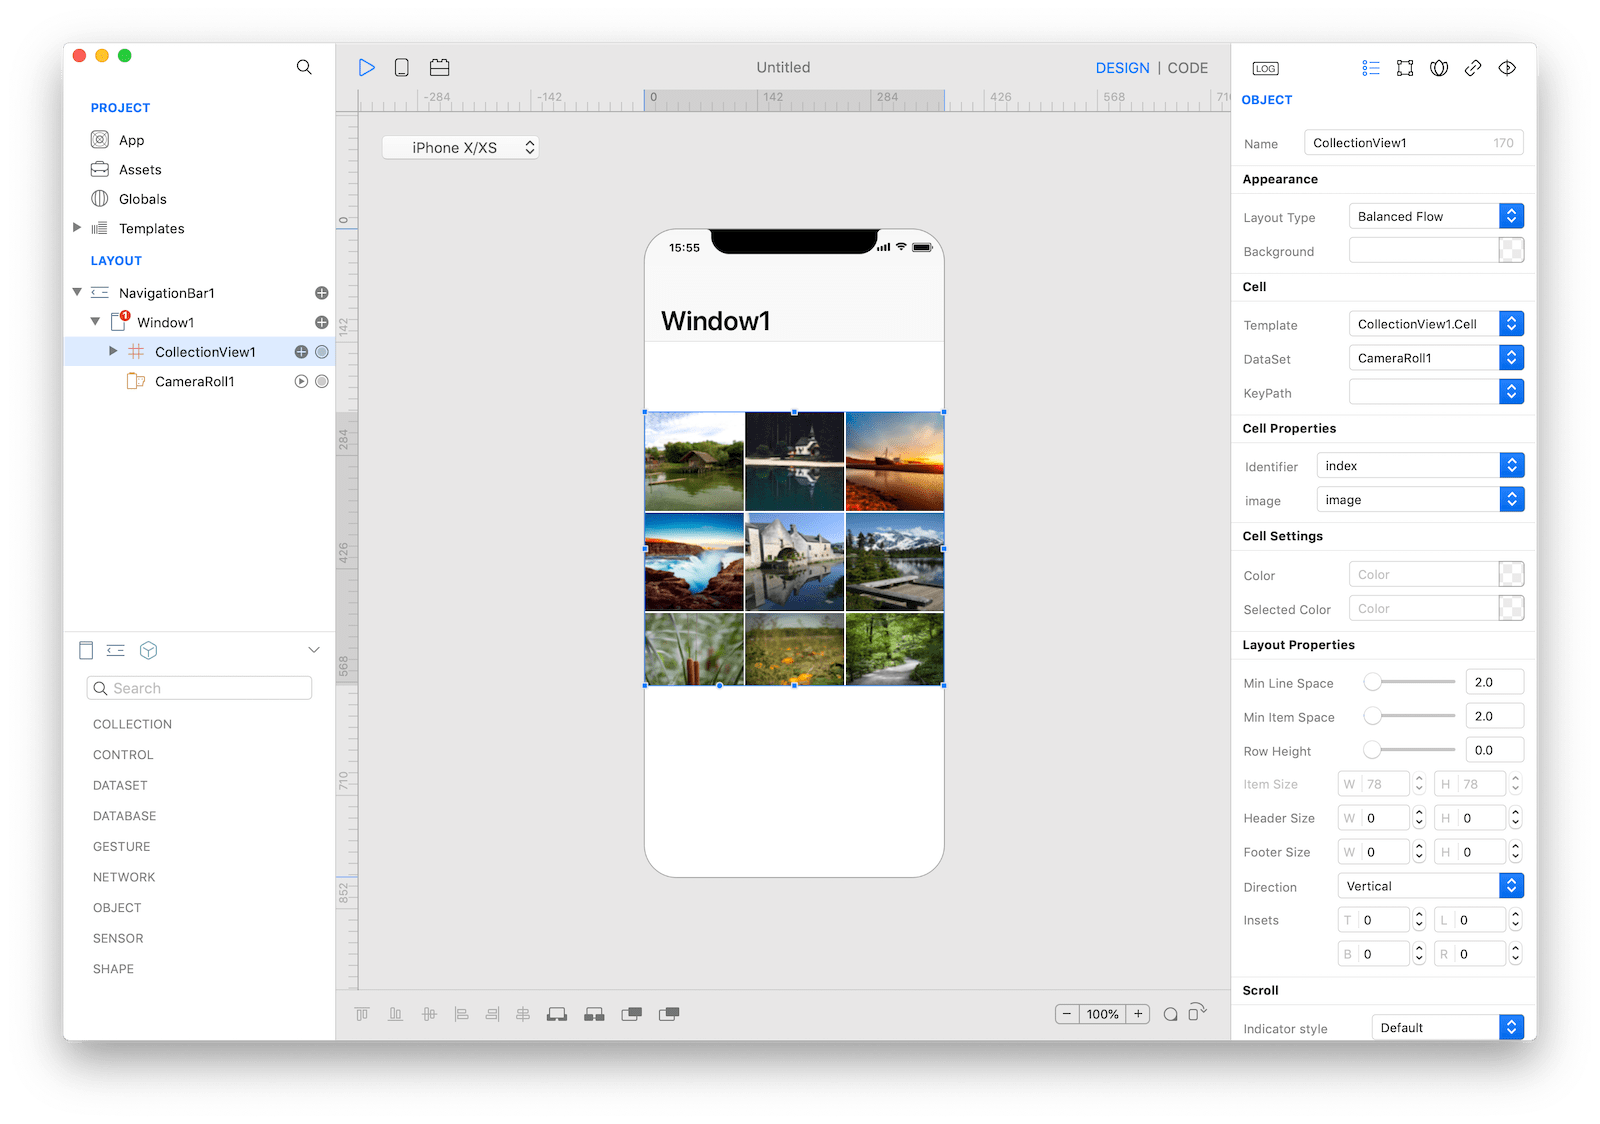 PROJECT
App
Assets
Globals
Templates
LAYOUT
NavigationBar1
1
Window1
CollectionView1
CameraRoll1
Search
COLLECTION
CONTROL
DATASET
DATABASE
GESTURE
NETWORK
OBJECT
SENSOR
SHAPE
Untitled
DESIGN | CODE
-284 -142 0 142 284 426 568 710
0
142
284
426
568
710
852
iPhone X/XS
15:55
Window1
100%
LOG
OBJECT
Name CollectionView1 170
Appearance
Layout Type Balanced Flow
Background
Cell
Template CollectionView1.Cell
DataSet CameraRoll1
KeyPath
Cell Properties
Identifier index
image image
Cell Settings
Color Color
Selected Color Color
Layout Properties
Min Line Space 2.0
Min Item Space 2.0
Row Height 0.0
Item Size W 78 H 78
Header Size W 0 H 0
Footer Size W 0 H 0
Direction Vertical
Insets T 0 L 0
B 0 R 0
Scroll
Indicator style Default